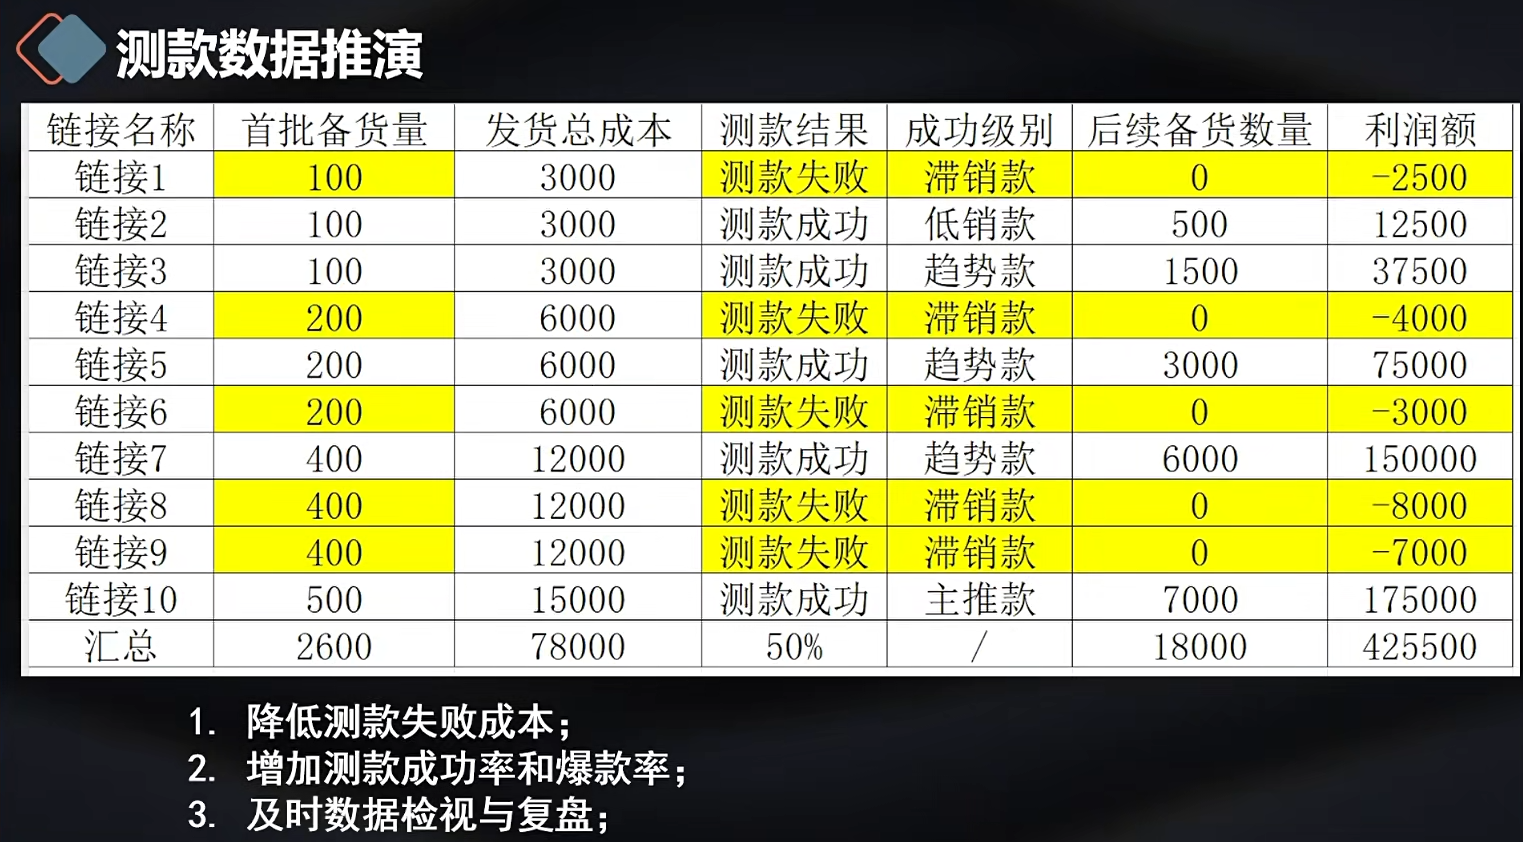 测款数据推演
链接名称 首批备货量 发货总成本 测款结果 成功级别 后续备货数量 利润额
链接1 100 3000 测款失败 滞销款 0 -2500
链接2 100 3000 测款成功 低销款 500 12500
链接3 100 3000 测款成功 趋势款 1500 37500
链接4 200 6000 测款失败 滞销款 0 -4000
链接5 200 6000 测款成功 趋势款 3000 75000
链接6 200 6000 测款失败 滞销款 0 -3000
链接7 400 12000 测款成功 趋势款 6000 150000
链接8 400 12000 测款失败 滞销款 0 -8000
链接9 400 12000 测款失败 滞销款 0 -7000
链接10 500 15000 测款成功 主推款 7000 175000
汇总 2600 78000 50% / 18000 425500
1. 降低测款失败成本；
2. 增加测款成功率和爆款率；
3. 及时数据检视与复盘；